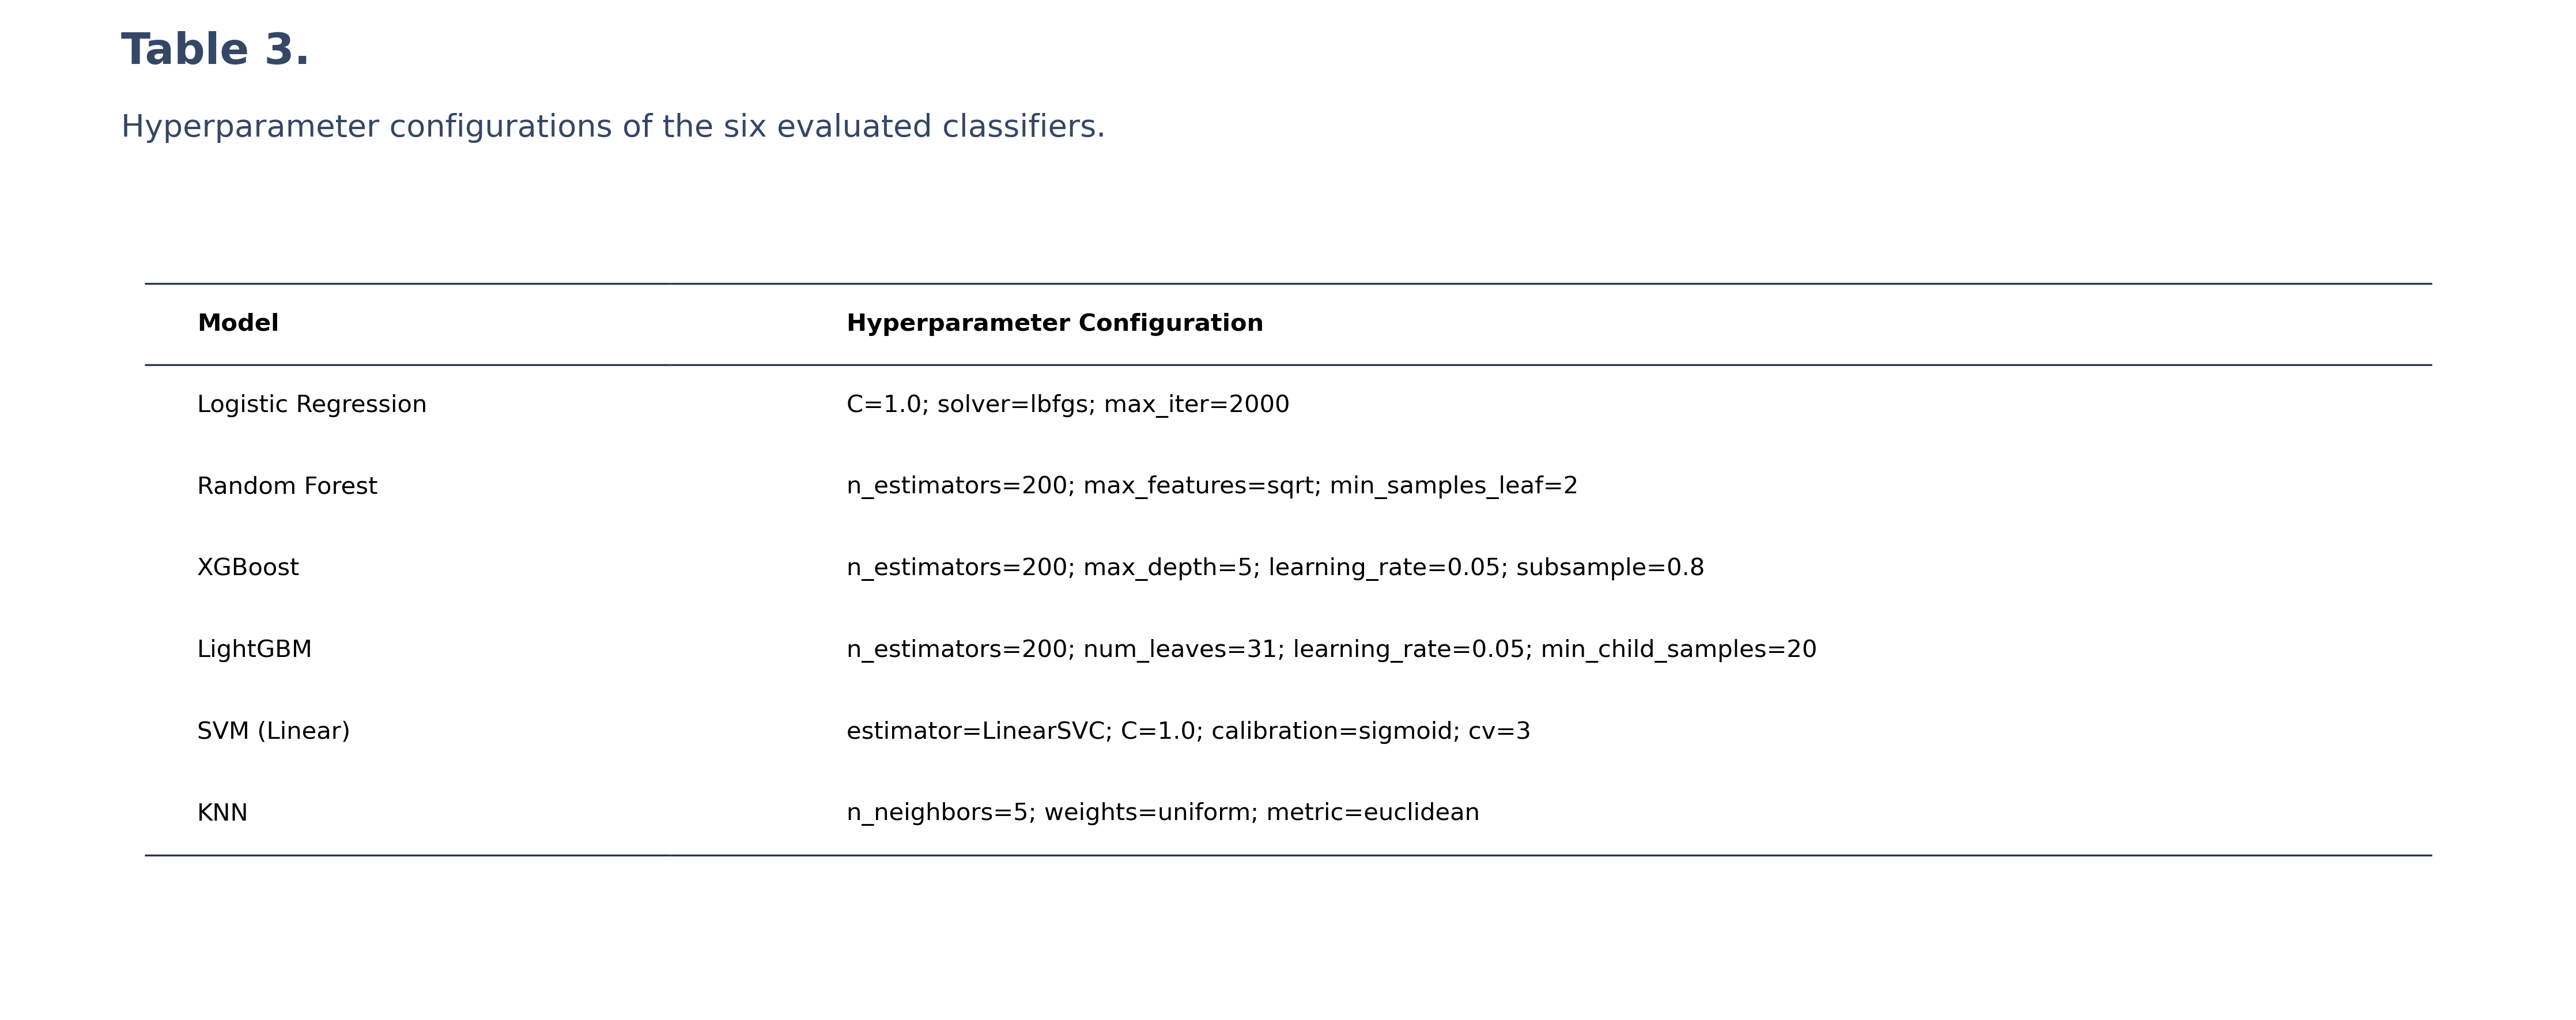 Table 3.
Hyperparameter configurations of the six evaluated classifiers.
Model Hyperparameter Configuration
Logistic Regression C=1.0; solver=lbfgs; max_iter=2000
Random Forest n_estimators=200; max_features=sqrt; min_samples_leaf=2
XGBoost n_estimators=200; max_depth=5; learning_rate=0.05; subsample=0.8
LightGBM n_estimators=200; num_leaves=31; learning_rate=0.05; min_child_samples=20
SVM (Linear) estimator=LinearSVC; C=1.0; calibration=sigmoid; cv=3
KNN n_neighbors=5; weights=uniform; metric=euclidean